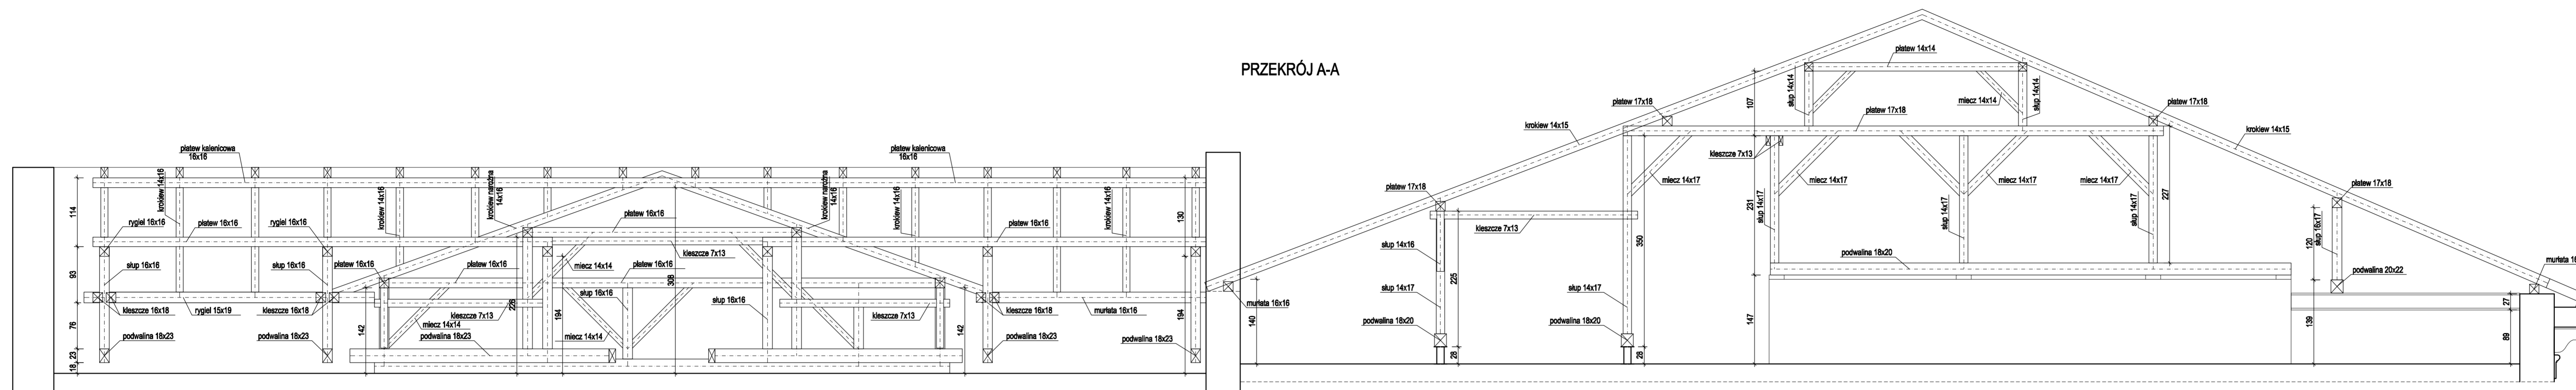 PRZEKRÓJ A-A
płatew kalenicowa
16x16
krokiew 14x16
rygiel 16x16
płatew 16x16
rygiel 16x16
krokiew 14x16
krokiew narożna
14x16
płatew 16x16
krokiew narożna
14x16
płatew kalenicowa
16x16
krokiew 14x16
płatew 16x16
krokiew 14x16
słup 16x16
słup 16x16
płatew 16x16
płatew 16x16
miecz 14x14
płatew 16x16
kleszcze 7x13
kleszcze 16x18
rygiel 15x19
kleszcze 16x18
miecz 14x14
kleszcze 7x13
słup 16x16
słup 16x16
kleszcze 7x13
kleszcze 16x18
murłata 16x16
podwalina 18x23
podwalina 18x23
podwalina 18x23
miecz 14x14
podwalina 18x23
podwalina 18x23
114
93
76
23
18
142
226
194
308
142
130
194
murłata 16x16
140
płatew 14x14
słup 14x14
miecz 14x14
słup 14x14
107
płatew 17x18
płatew 17x18
płatew 17x18
krokiew 14x15
krokiew 14x15
kleszcze 7x13
płatew 17x18
miecz 14x17
miecz 14x17
miecz 14x17
miecz 14x17
płatew 17x18
kleszcze 7x13
słup 14x17
słup 14x17
słup 14x17
słup 16x17
słup 14x16
podwalina 18x20
podwalina 20x22
słup 14x17
słup 14x17
podwalina 18x20
podwalina 18x20
225
28
350
28
231
147
227
120
139
27
89
murłata 16